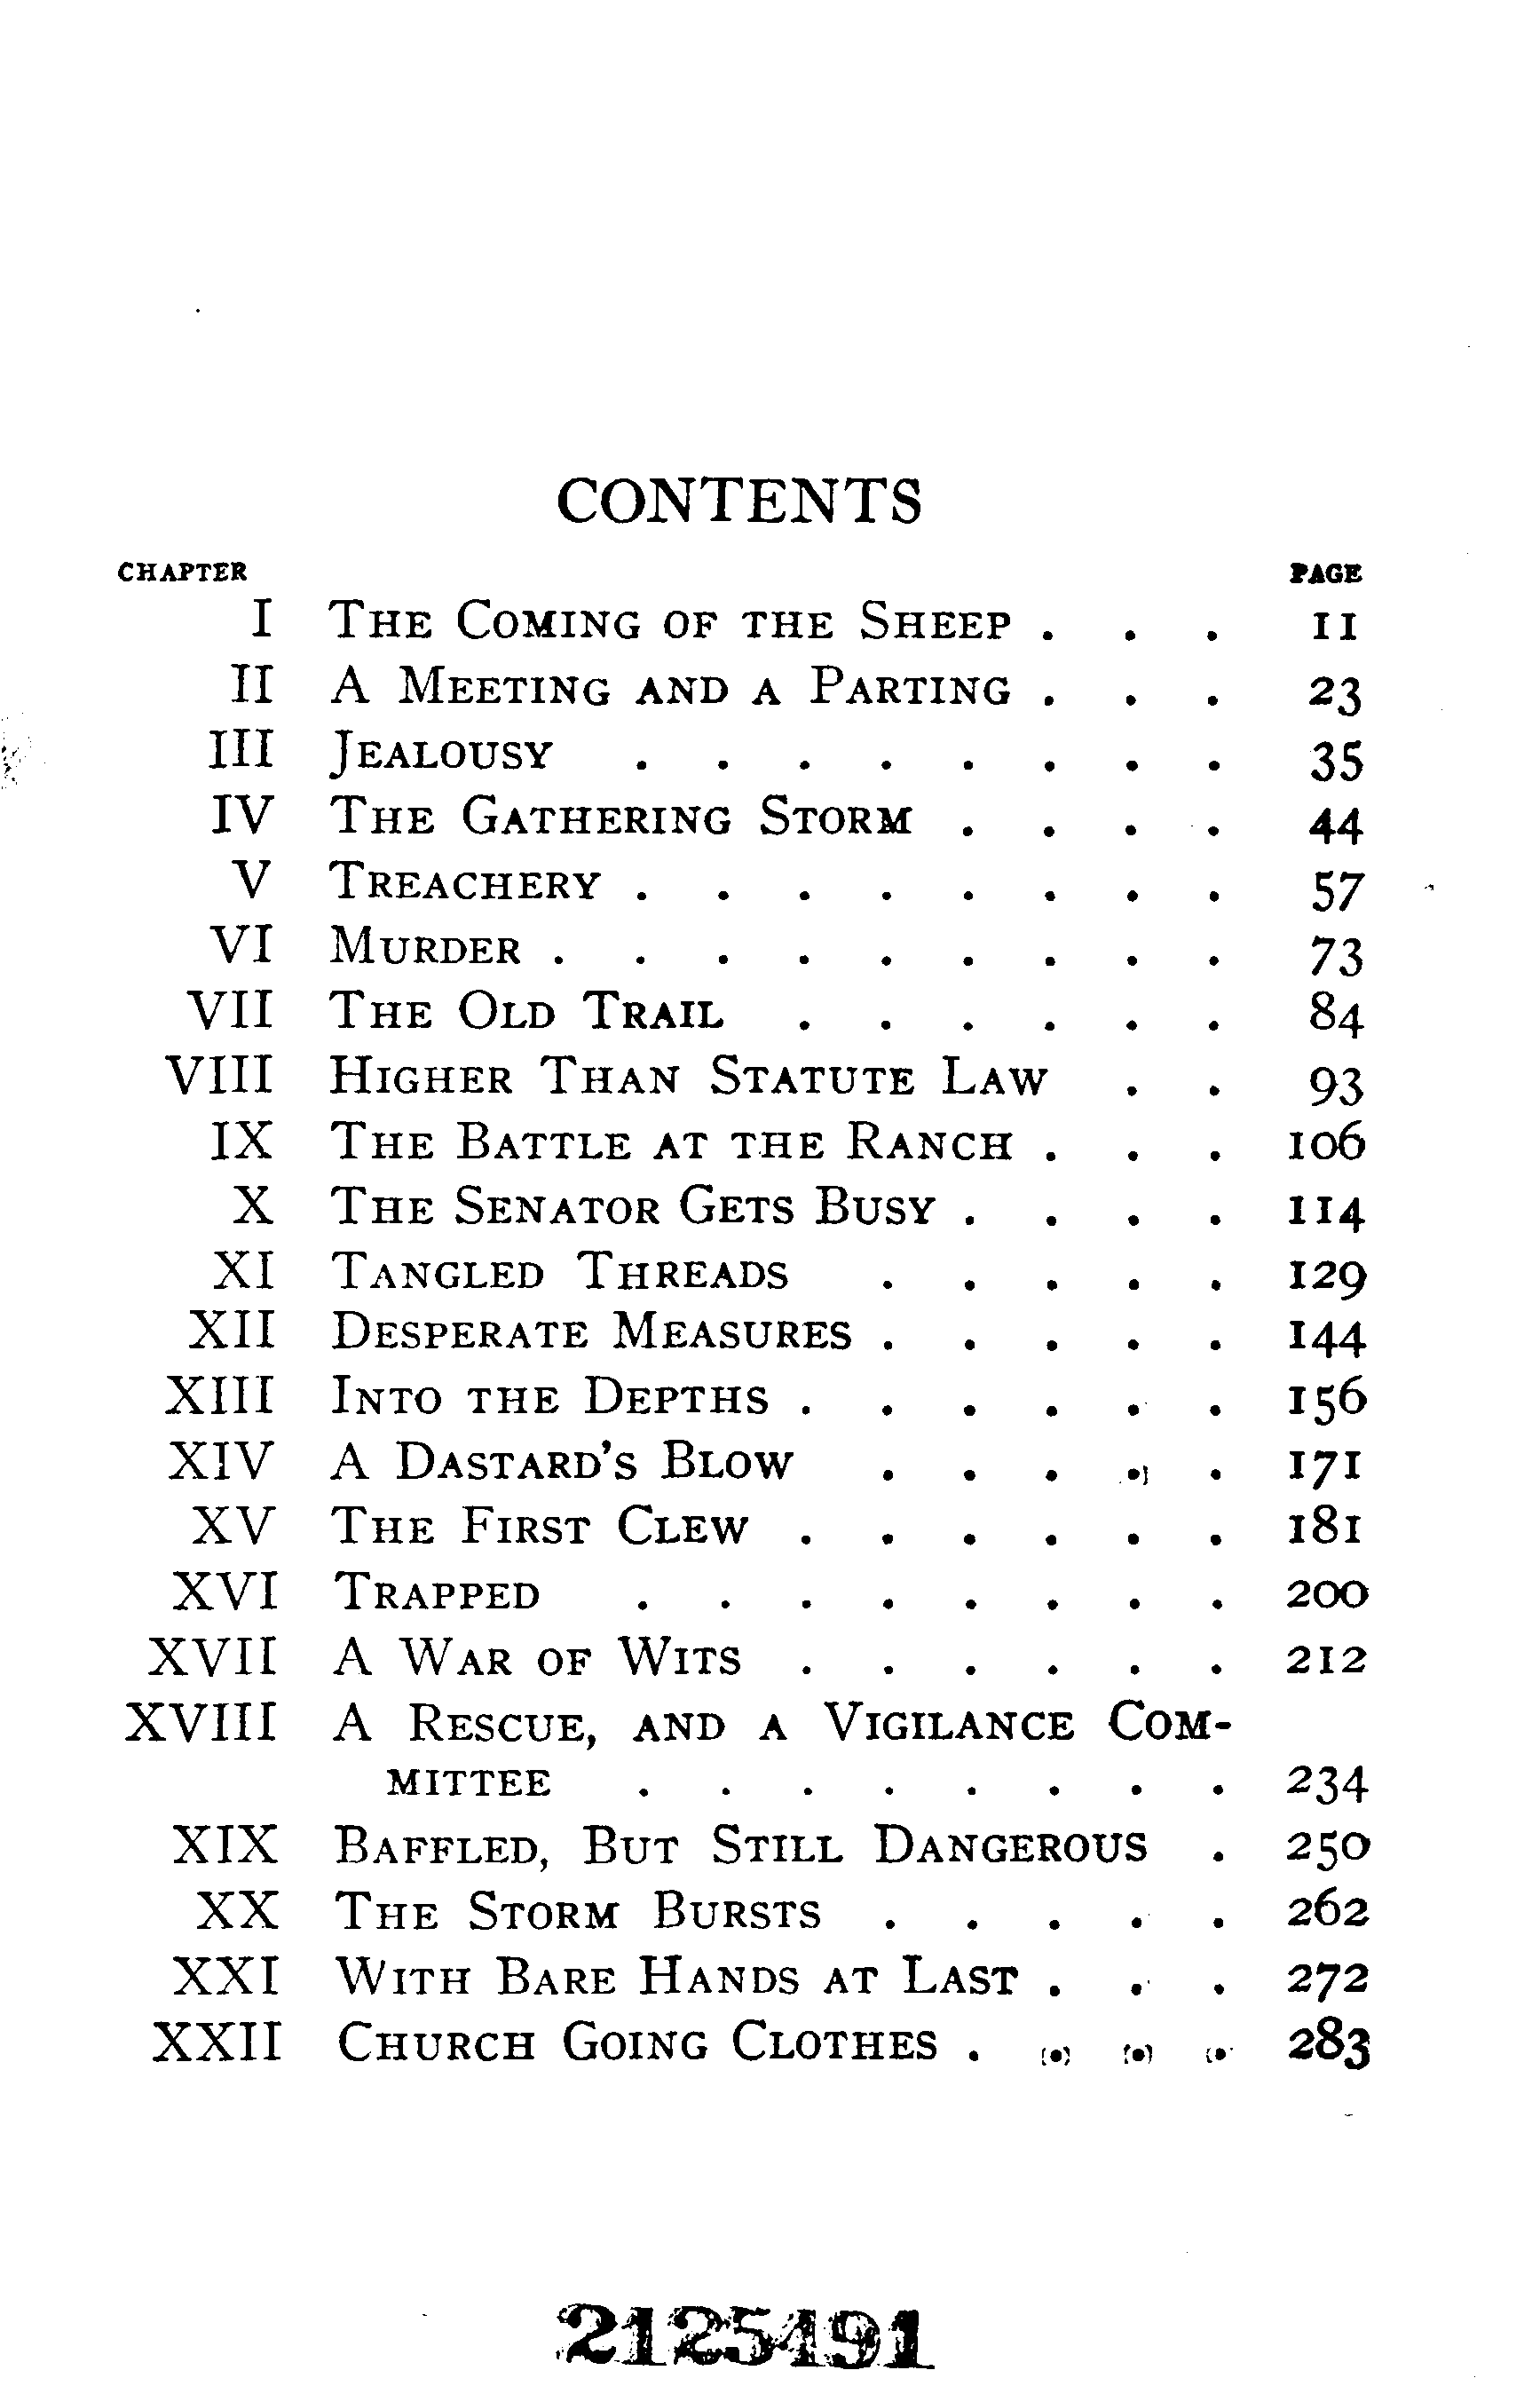 CONTENTS
CHAPTER PAGE
I The Coming of the Sheep . . . 11
II A Meeting and a Parting . . . 23
III Jealousy . . . . . . . . 35
IV The Gathering Storm . . . . 44
V Treachery . . . . . . . . 57
VI Murder . . . . . . . . . 73
VII The Old Trail . . . . . . 84
VIII Higher Than Statute Law . . 93
IX The Battle at the Ranch . . . 106
X The Senator Gets Busy . . . . 114
XI Tangled Threads . . . . . 129
XII Desperate Measures . . . . . 144
XIII Into the Depths . . . . . . 156
XIV A Dastard's Blow . . . . . 171
XV The First Clew . . . . . . 181
XVI Trapped . . . . . . . . 200
XVII A War of Wits . . . . . . 212
XVIII A Rescue, and a Vigilance Com-
mittee . . . . . . . . 234
XIX Baffled, But Still Dangerous . 250
XX The Storm Bursts . . . . . 262
XXI With Bare Hands at Last . . . 272
XXII Church Going Clothes . . . . 283
2125491